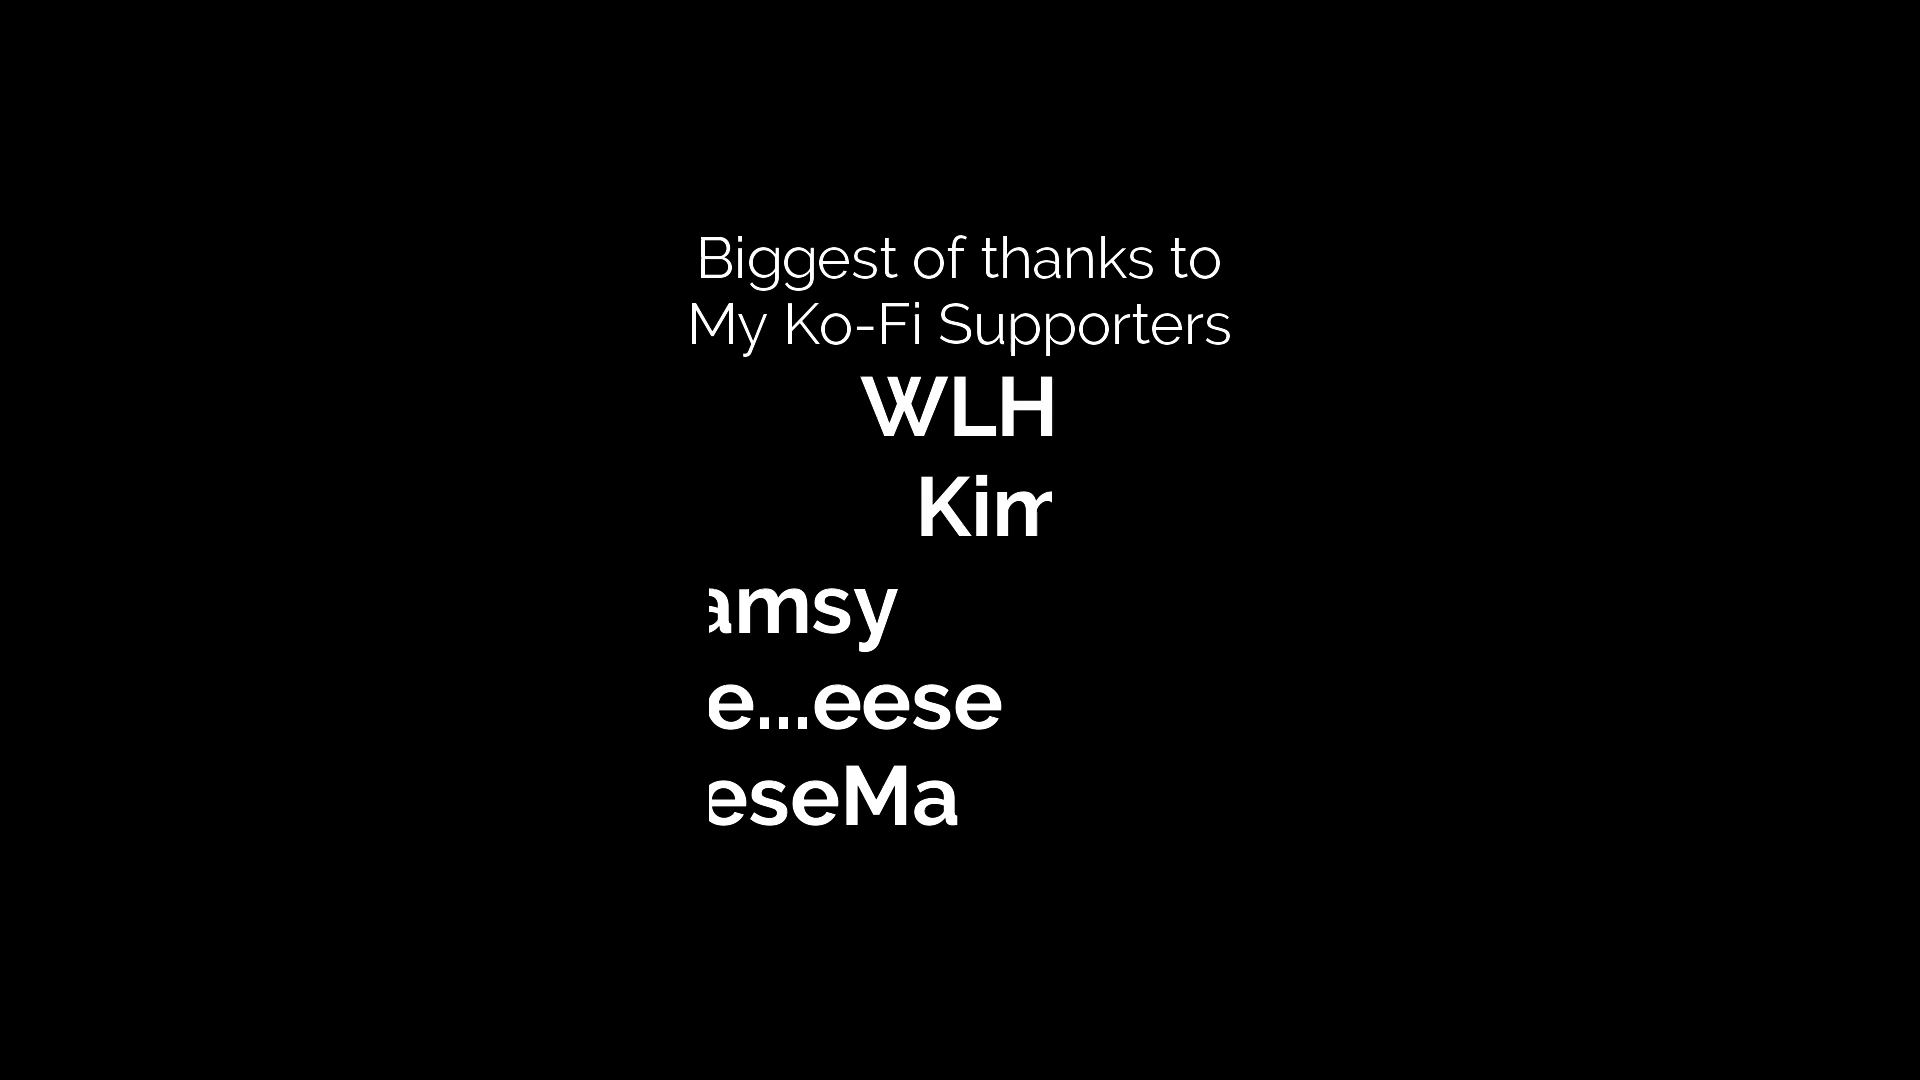 Biggest of thanks to
My Ko-Fi Supporters
WLH
Kim
amsy
e...eese
eseMa